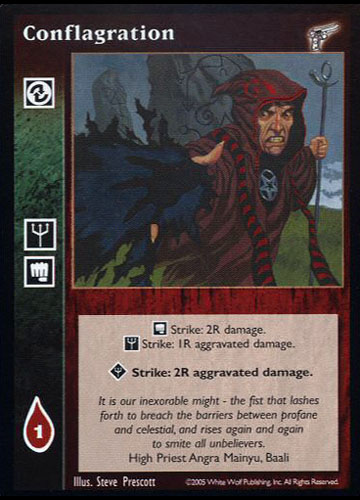 Conflagration
Strike: 2R damage.
Strike: 1R aggravated damage.
Strike: 2R aggravated damage.
It is our inexorable might - the fist that lashes
forth to breach the barriers between profane
and celestial, and rises again and again
to smite all unbelievers.
High Priest Angra Mainyu, Baali
1
Illus. Steve Prescott
©2005 White Wolf Publishing, Inc. All Rights Reserved.